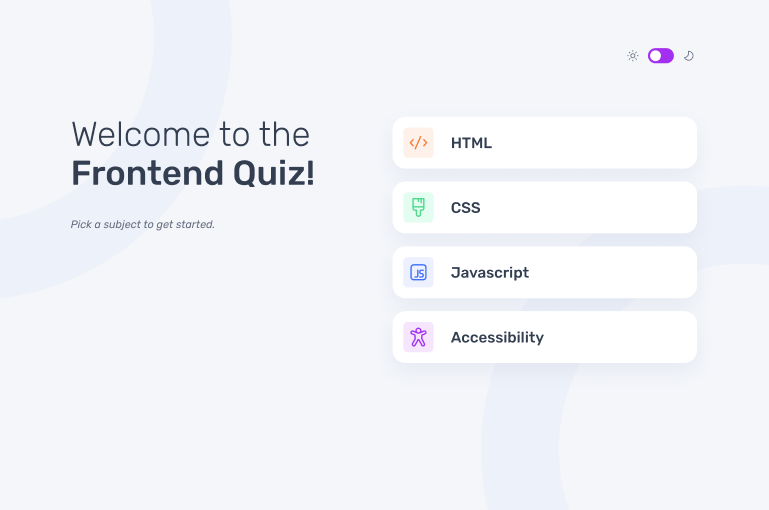 Welcome to the
Frontend Quiz!
Pick a subject to get started.
</> HTML
CSS
JS Javascript
Accessibility